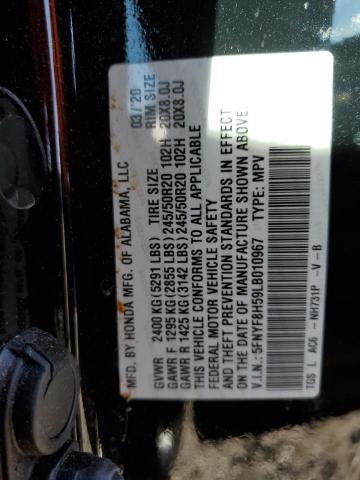 MFD. BY HONDA MFG. OF ALABAMA, LLC 03/'20
GVWR 2400 KG(5291 LBS) TIRE SIZE RIM SIZE
GAWR F 1295 KG(2855 LBS)245/50R20 102H 20X8.0J
GAWR R 1425 KG(3142 LBS)245/50R20 102H 20X8.0J
THIS VEHICLE CONFORMS TO ALL APPLICABLE
FEDERAL MOTOR VEHICLE SAFETY
AND THEFT PREVENTION STANDARDS IN EFFECT
ON THE DATE OF MANUFACTURE SHOWN ABOVE.
V.I.N.: 5FNYF8H59LB010967 TYPE: MPV
TGS L AC6 -NH731P -V-B